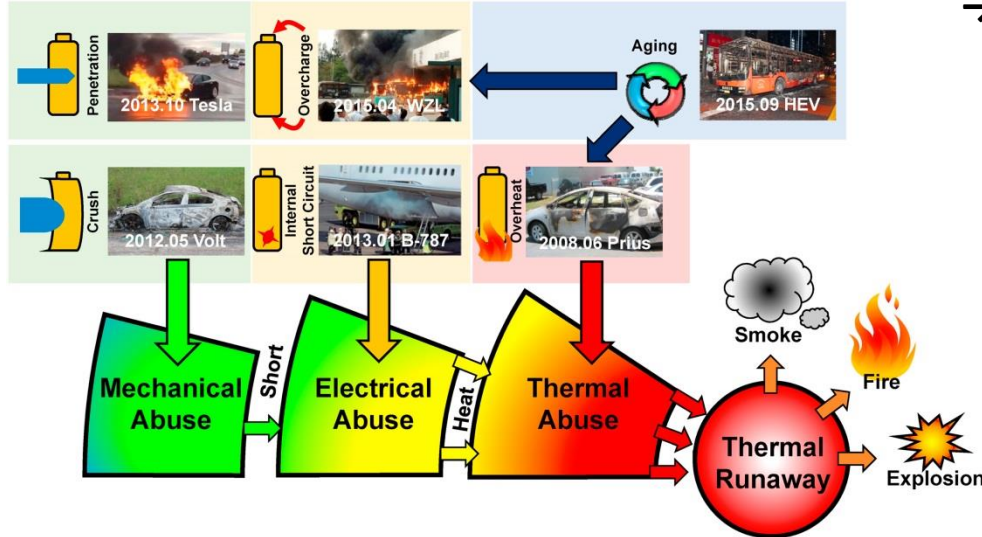 Penetration
2013.10 Tesla
Overcharge
2015.04 WZL
Aging
2015.09 HEV
Crush
2012.05 Volt
Internal
Short Circuit
2013.01 B-787
Overheat
2008.06 Prius
Mechanical
Abuse
Short
Electrical
Abuse
Heat
Thermal
Abuse
Thermal
Runaway
Smoke
Fire
Explosion